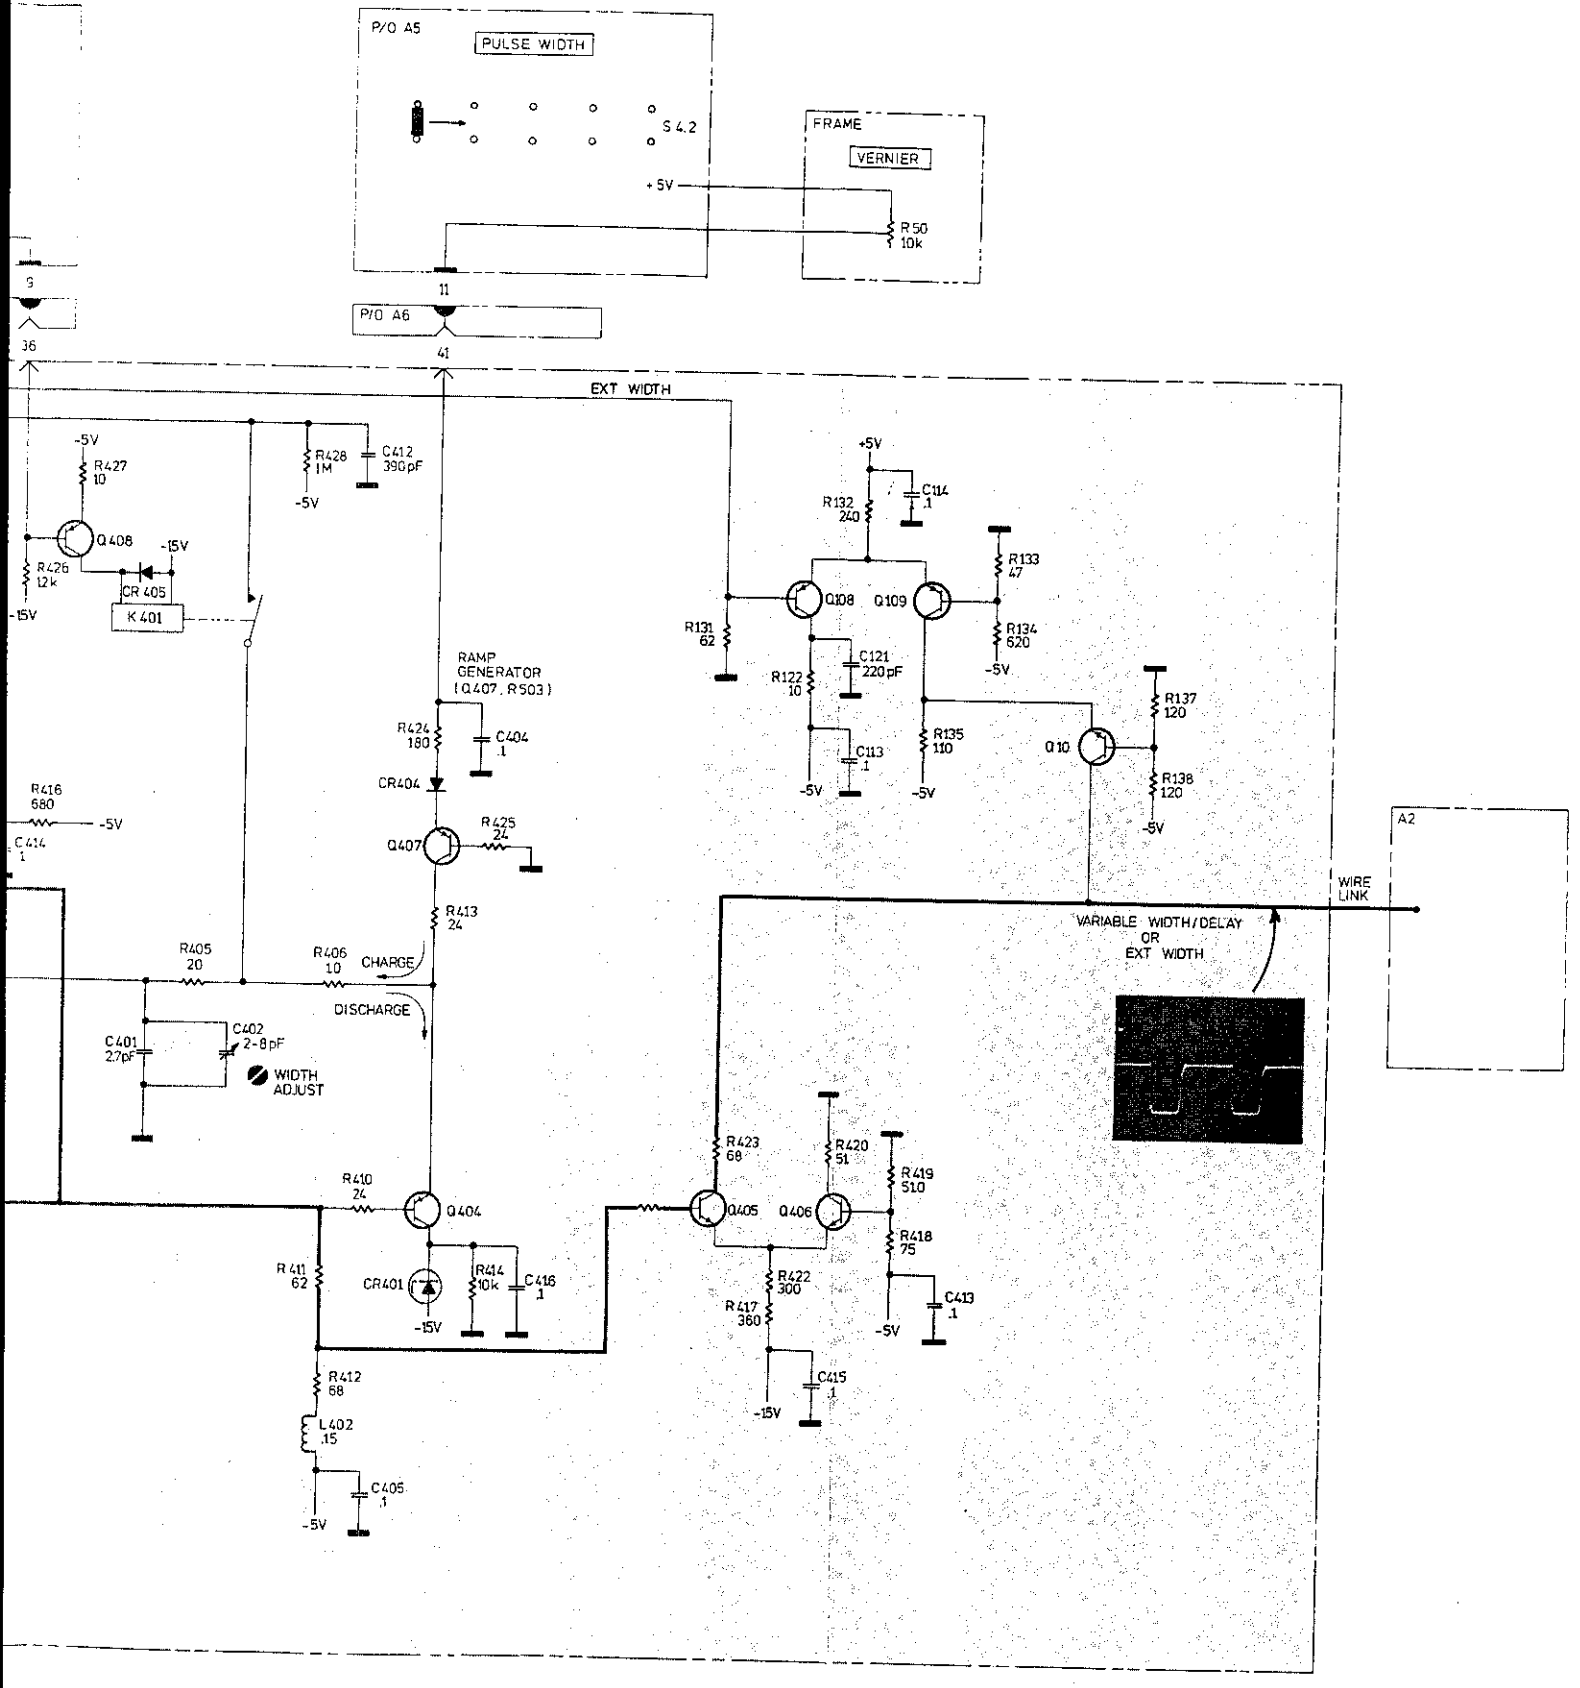 P/O A5
PULSE WIDTH
S 4.2
+5V
FRAME
VERNIER
R50
10k
9
11
P/O A6
36
41
EXT WIDTH
-5V
R427
10
R428
1M
-5V
C412
390pF
Q408
-15V
R426
12k
-15V
CR405
K401
+5V
R132
240
C114
.1
R133
47
Q108
Q109
R131
62
R134
620
-5V
C121
220pF
R122
10
C113
.1
-5V
R135
110
-5V
R137
120
Q10
R138
120
-5V
RAMP
GENERATOR
(Q407, R503)
R424
180
C404
.1
CR404
Q407
R425
24
R416
680
-5V
C414
1
R413
24
R405
20
R406
10
CHARGE
DISCHARGE
C401
2.7pF
C402
2-8pF
WIDTH
ADJUST
A2
WIRE
LINK
VARIABLE WIDTH/DELAY
OR
EXT WIDTH
R410
24
Q404
R423
68
R420
51
R419
510
Q405
Q406
R418
75
R411
62
CR401
R414
10k
C416
.1
-15V
R422
300
R417
360
C413
.1
-5V
R412
68
C415
.1
-15V
L402
.15
C405
.1
-5V